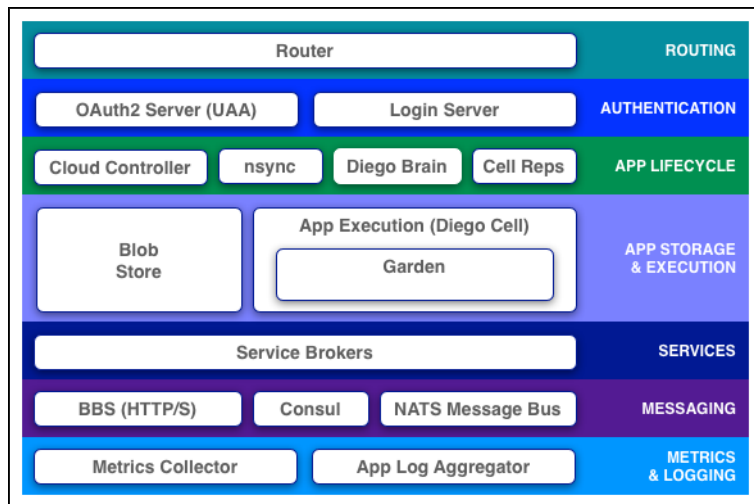 Router
ROUTING
OAuth2 Server (UAA)
Login Server
AUTHENTICATION
Cloud Controller
nsync
Diego Brain
Cell Reps
APP LIFECYCLE
Blob
Store
App Execution (Diego Cell)
Garden
APP STORAGE
& EXECUTION
Service Brokers
SERVICES
BBS (HTTP/S)
Consul
NATS Message Bus
MESSAGING
Metrics Collector
App Log Aggregator
METRICS
& LOGGING